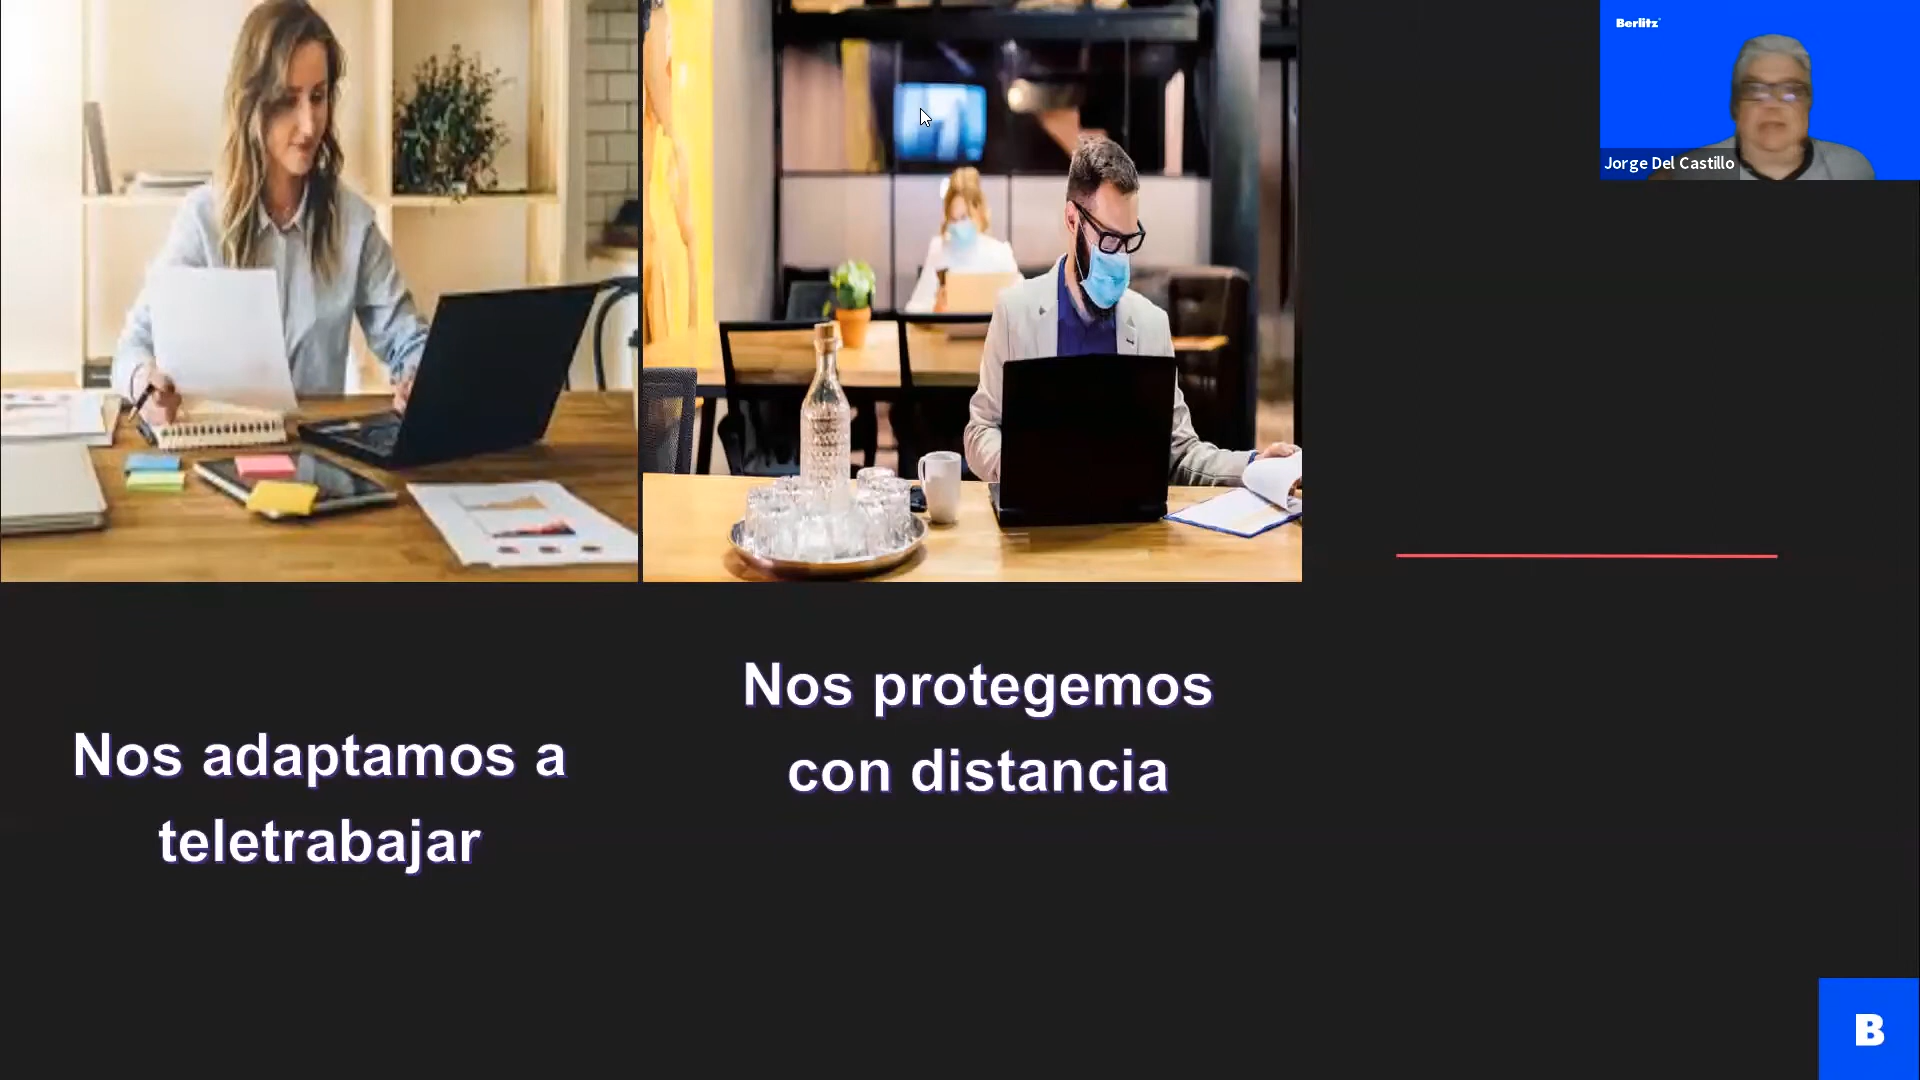 Berlitz
Jorge Del Castillo
Nos adaptamos a
teletrabajar
Nos protegemos
con distancia
B